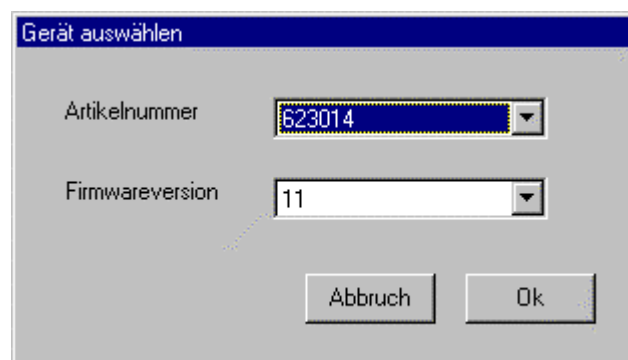 Gerät auswählen
Artikelnummer 623014
Firmwareversion 11
Abbruch Ok